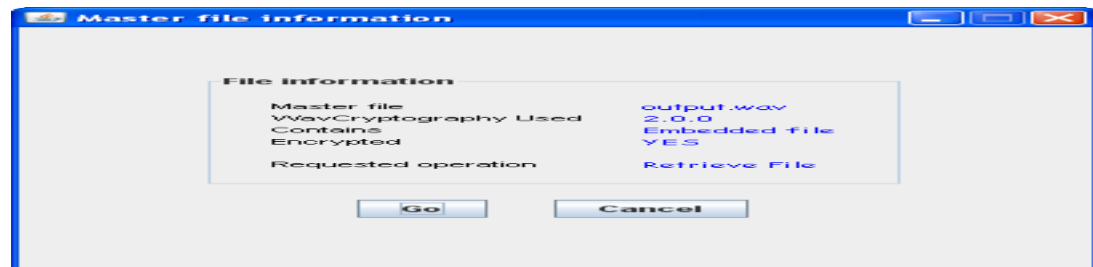 Master file information
File information
Master file output.wav
WavCryptography Used 2.0.0
Contains Embedded file
Encrypted YES
Requested operation Retrieve File
Go Cancel